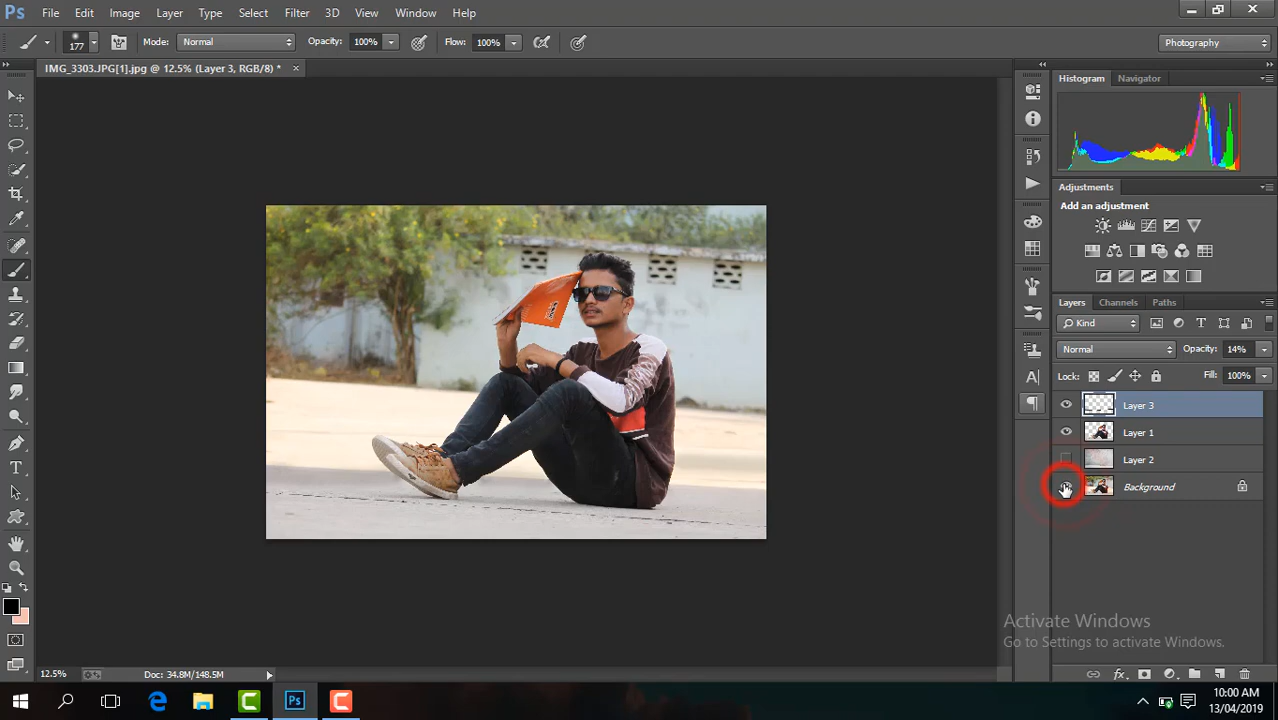 Ps File Edit Image Layer Type Select Filter 3D View Window Help
177 Mode: Normal Opacity: 100% Flow: 100% Photography
IMG_3303.JPG[1].jpg @ 12.5% (Layer 3, RGB/8) *
Histogram Navigator
Adjustments
Add an adjustment
Layers Channels Paths
Kind
Normal Opacity: 14%
Lock: Fill: 100%
Layer 3
Layer 1
Layer 2
Background
Activate Windows
Go to Settings to activate Windows.
12.5% Doc: 34.8M/148.5M
10:00 AM
13/04/2019